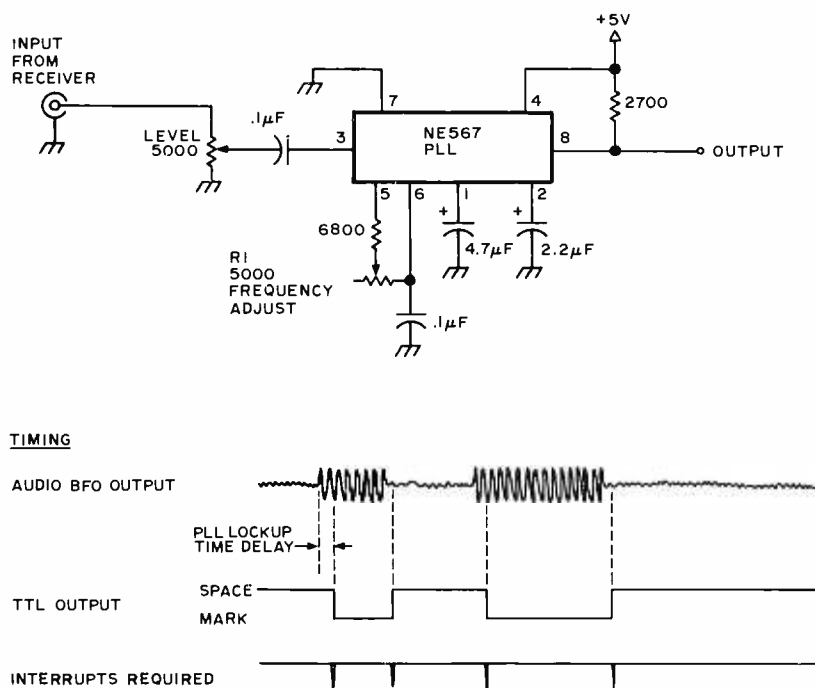 +5V
INPUT
FROM
RECEIVER
7
4
2700
.1µF
NE567
PLL
LEVEL
5000
3
8
OUTPUT
5
6
1
2
+
+
6800
4.7µF
2.2µF
R1
5000
FREQUENCY
ADJUST
.1µF
TIMING
AUDIO BFO OUTPUT
PLL LOCKUP
TIME DELAY
SPACE
TTL OUTPUT
MARK
INTERRUPTS REQUIRED